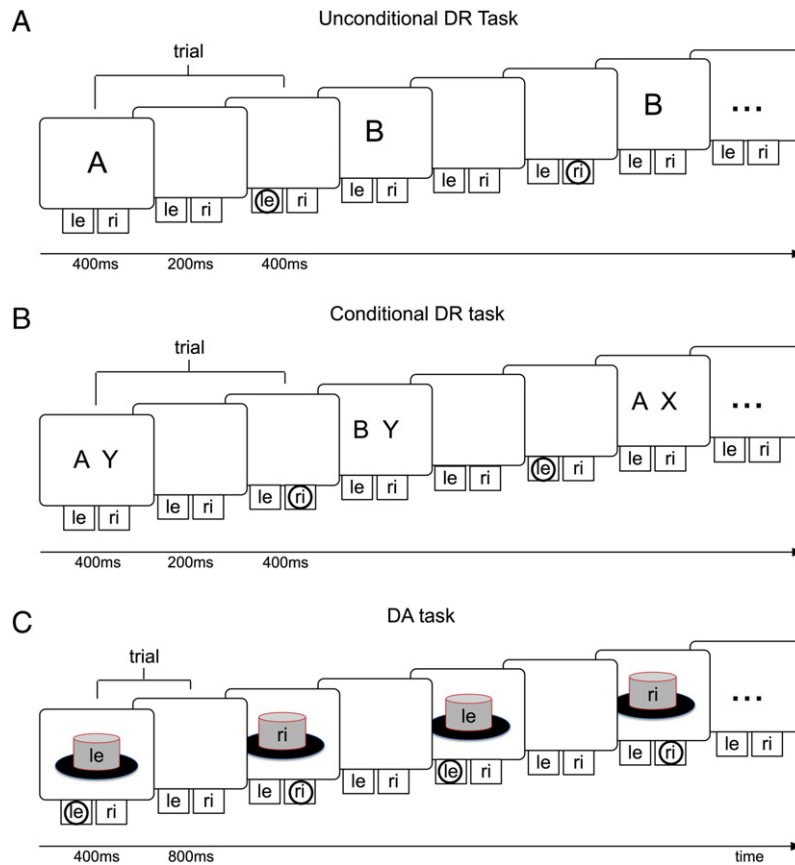 A
Unconditional DR Task
trial
A
B
B
...
le ri
le ri
le ri
le ri
le ri
le ri
le ri
le ri
400ms 200ms 400ms
B
Conditional DR task
trial
A Y
B Y
A X
...
le ri
le ri
le ri
le ri
le ri
le ri
le ri
le ri
400ms 200ms 400ms
C
DA task
trial
le
ri
le
ri
...
le ri
le ri
le ri
le ri
le ri
le ri
le ri
le ri
400ms 800ms time